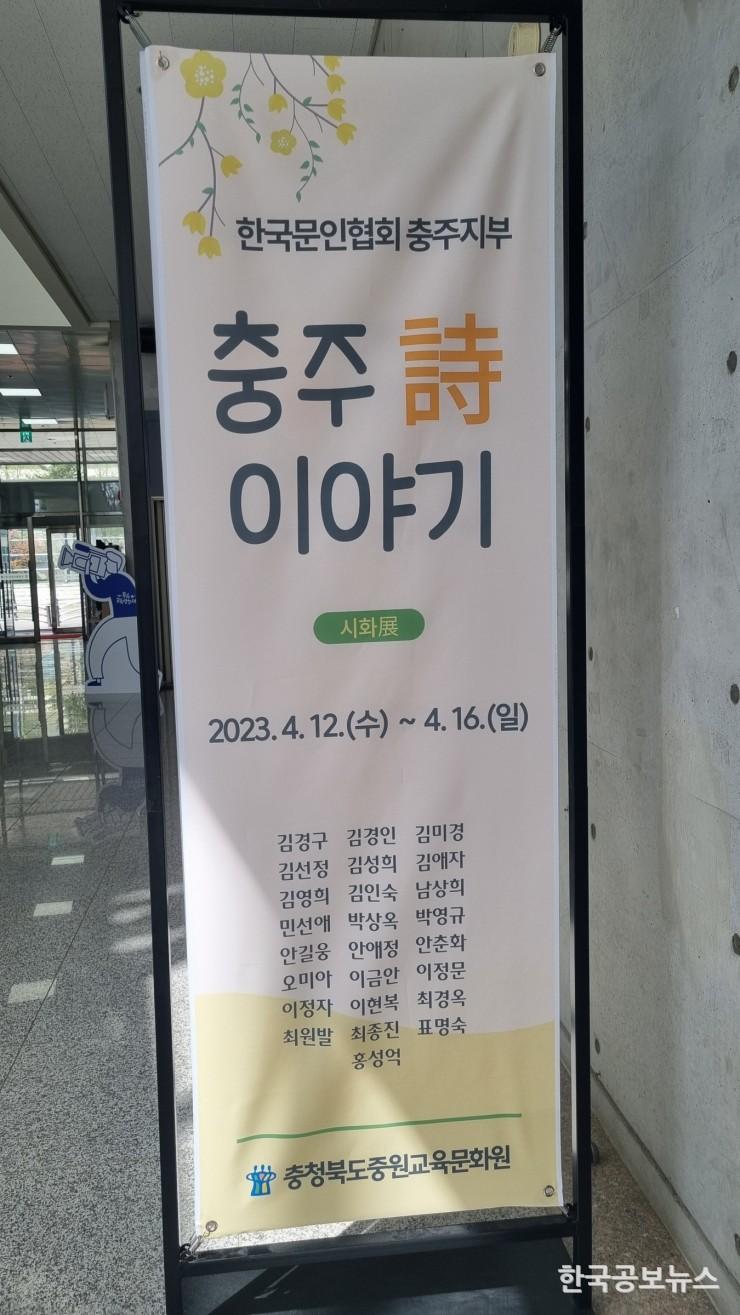 한국문인협회 충주지부
충주 詩
이야기
시화展
2023. 4. 12.(수) ~ 4. 16.(일)
김경구 김경인 김미경
김선정 김성희 김애자
김영희 김인숙 남상희
민선애 박상옥 박영규
안길웅 안애정 안춘화
오미아 이금안 이정문
이정자 이현복 최경옥
최원발 최종진 표명숙
홍성억
충청북도중원교육문화원
한국공보뉴스